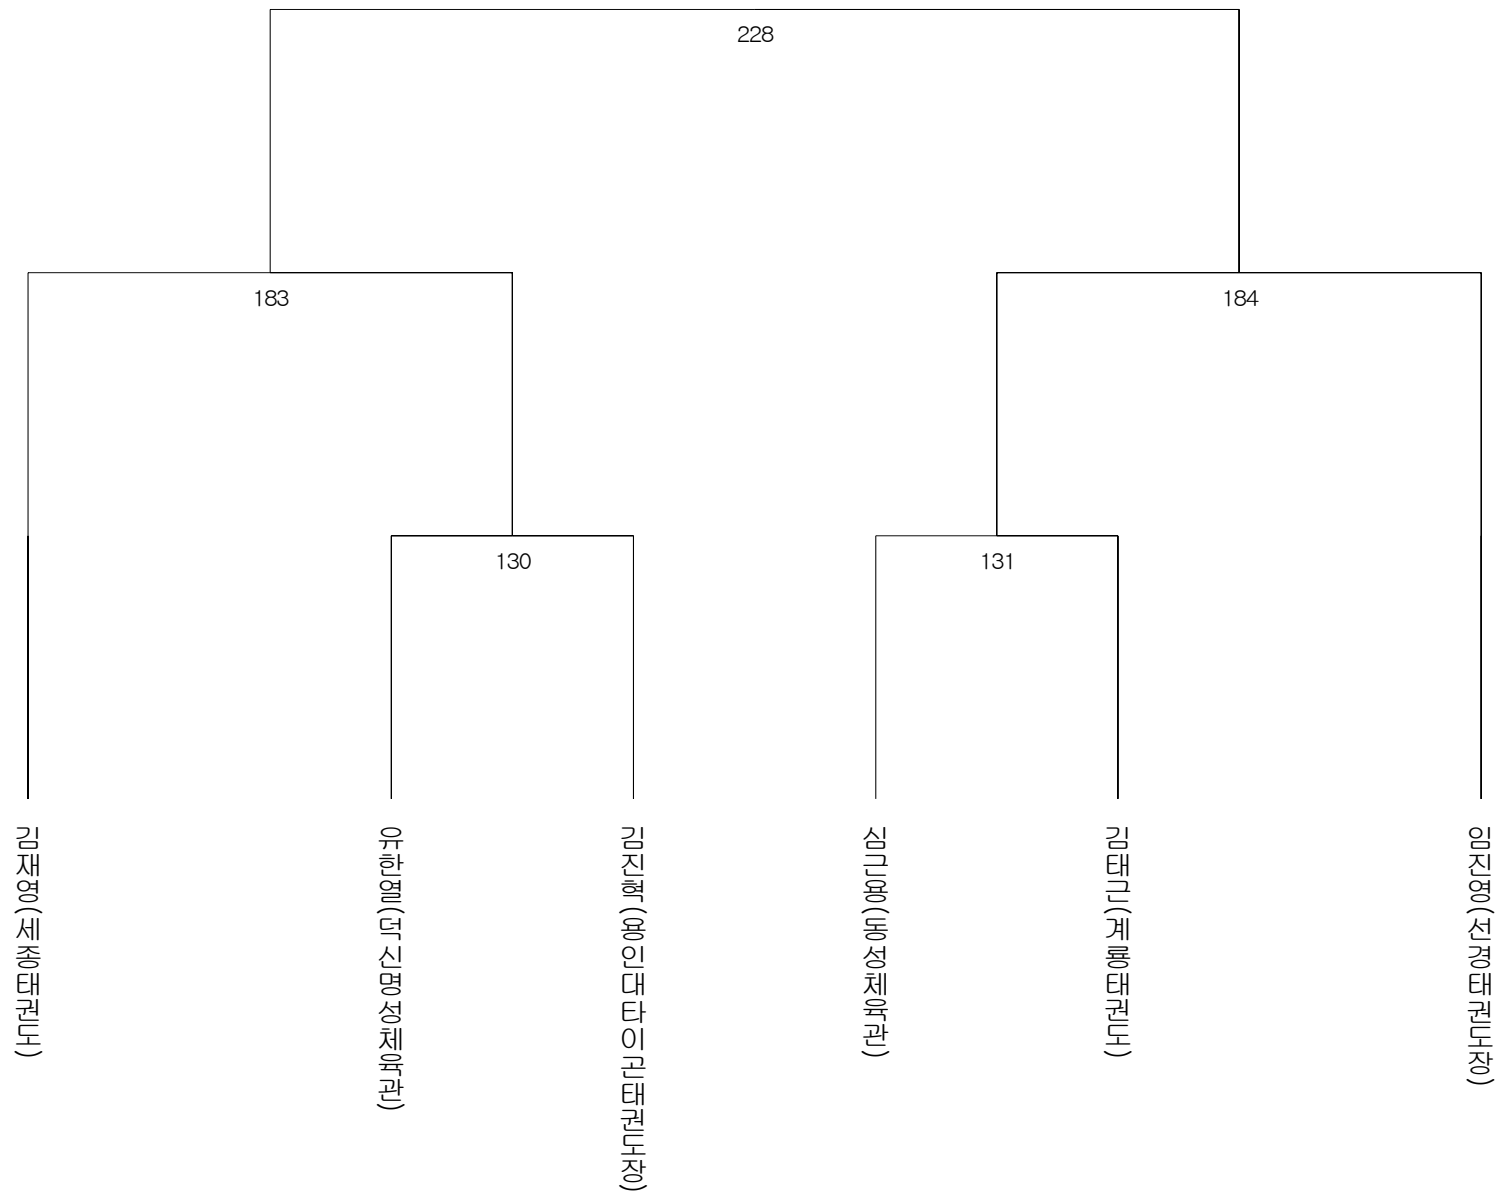 228
183
184
130
131
김재영(세종태권도)
유한열(덕신명성체육관)
김진혁(용인대타이곤태권도장)
심근용(동성체육관)
김태근(계룡태권도)
임진영(선경태권도장)